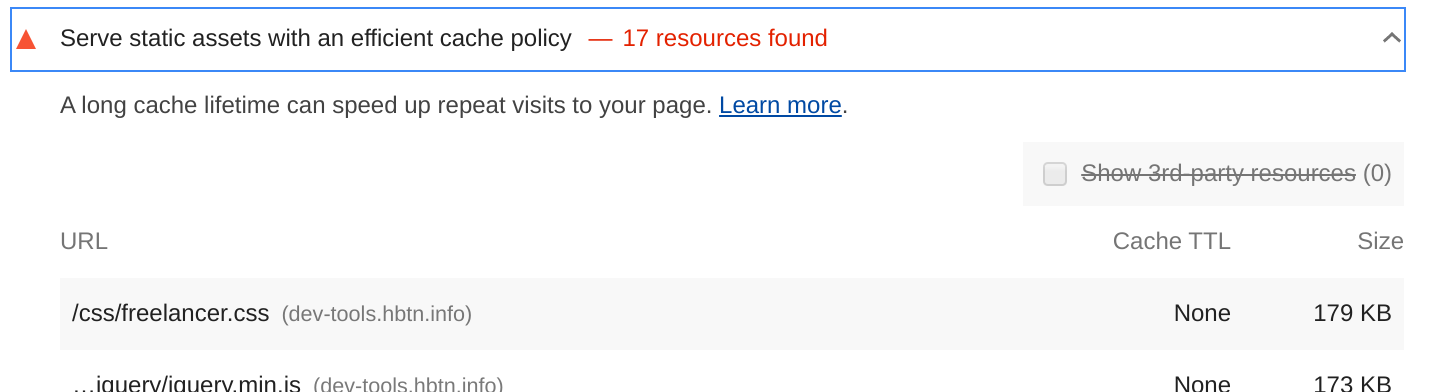 Serve static assets with an efficient cache policy — 17 resources found
A long cache lifetime can speed up repeat visits to your page. Learn more.
Show 3rd-party resources (0)
URL Cache TTL Size
/css/freelancer.css (dev-tools.hbtn.info) None 179 KB
…jquery/jquery.min.js (dev-tools.hbtn.info) None 173 KB